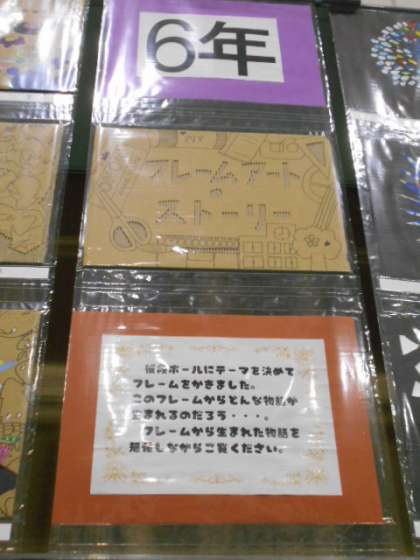 6年
フレームアート
の
ストーリー
段ボールにテーマを決めて
フレームをかきました。
このフレームからどんな物語が
生まれるのだろう・・・。
フレームから生まれた物語を
想像しながらご覧ください。